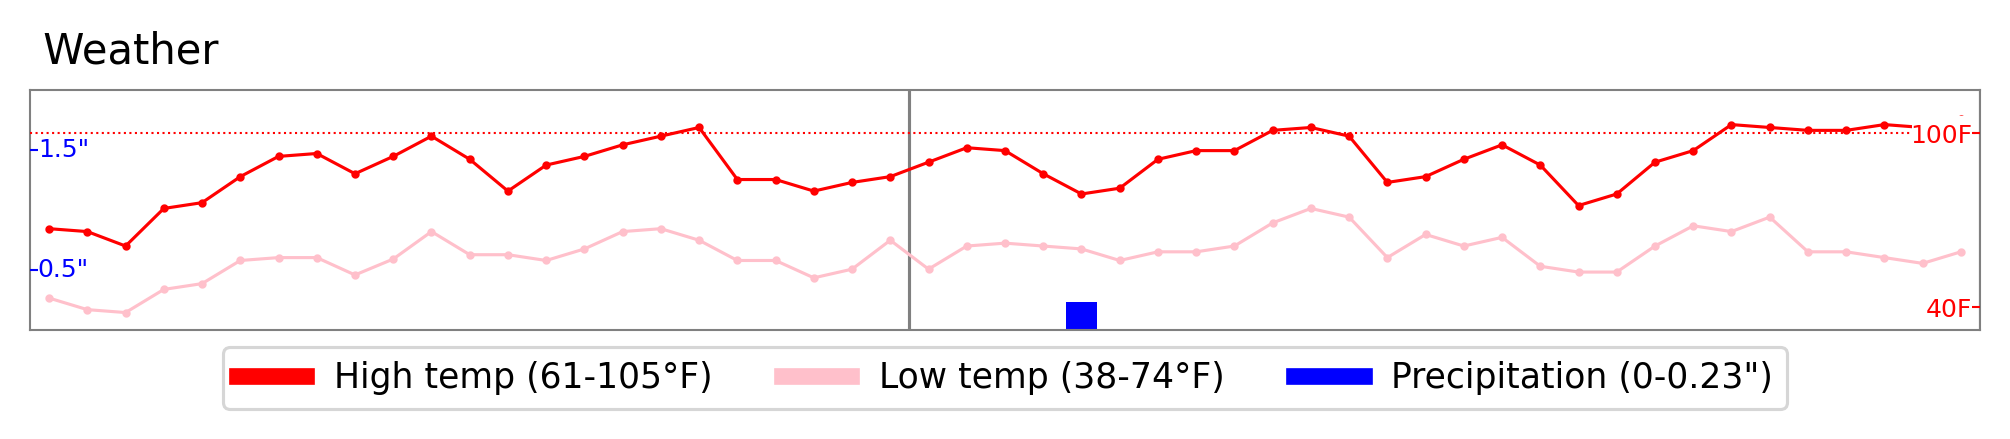 Weather
1.5"
100F
0.5"
40F
High temp (61-105°F) Low temp (38-74°F) Precipitation (0-0.23")